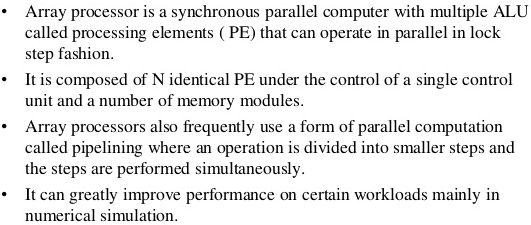 • Array processor is a synchronous parallel computer with multiple ALU
called processing elements ( PE) that can operate in parallel in lock
step fashion.
• It is composed of N identical PE under the control of a single control
unit and a number of memory modules.
• Array processors also frequently use a form of parallel computation
called pipelining where an operation is divided into smaller steps and
the steps are performed simultaneously.
• It can greatly improve performance on certain workloads mainly in
numerical simulation.